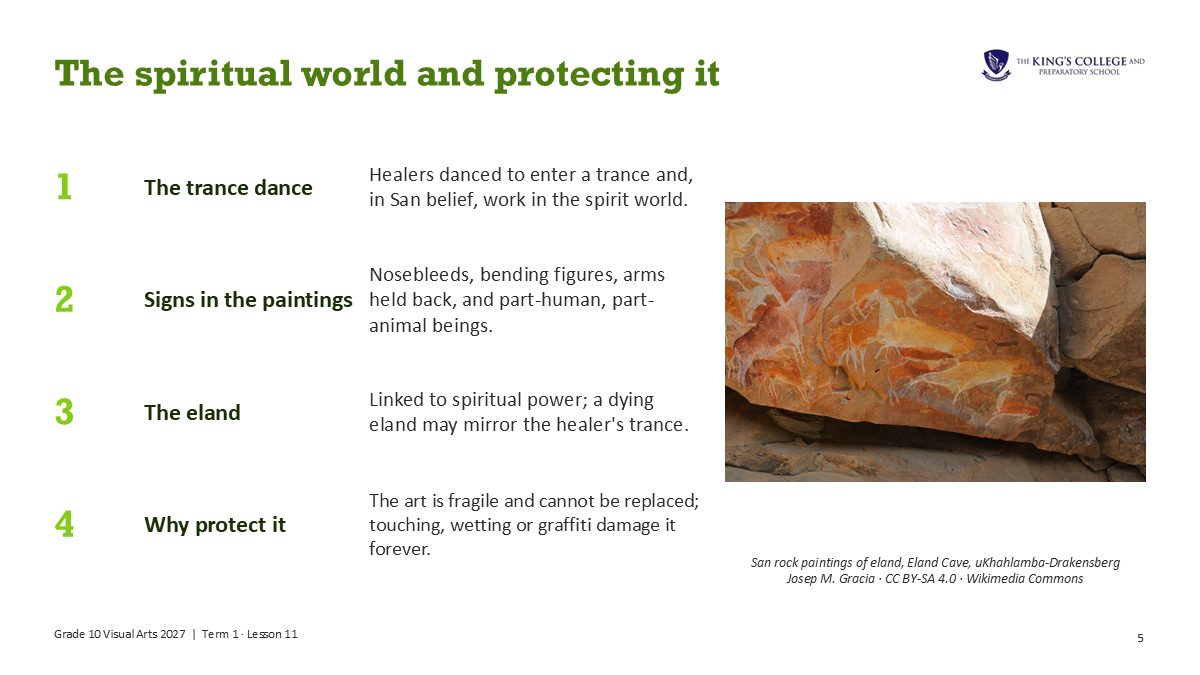 The spiritual world and protecting it
THE KING'S COLLEGE AND
PREPARATORY SCHOOL
1
The trance dance
Healers danced to enter a trance and,
in San belief, work in the spirit world.
2
Signs in the paintings
Nosebleeds, bending figures, arms
held back, and part-human, part-
animal beings.
3
The eland
Linked to spiritual power; a dying
eland may mirror the healer's trance.
4
Why protect it
The art is fragile and cannot be replaced;
touching, wetting or graffiti damage it
forever.
San rock paintings of eland, Eland Cave, uKhahlamba-Drakensberg
Josep M. Gracia · CC BY-SA 4.0 · Wikimedia Commons
Grade 10 Visual Arts 2027 | Term 1 · Lesson 11
5